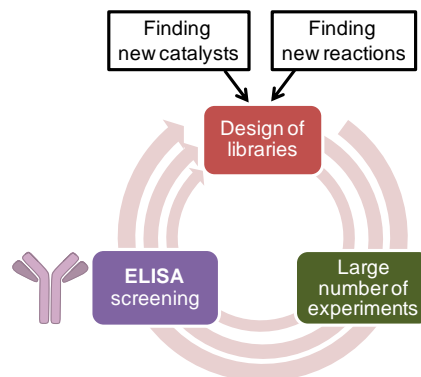 Finding
new catalysts
Finding
new reactions
Design of
libraries
ELISA
screening
Large
number of
experiments